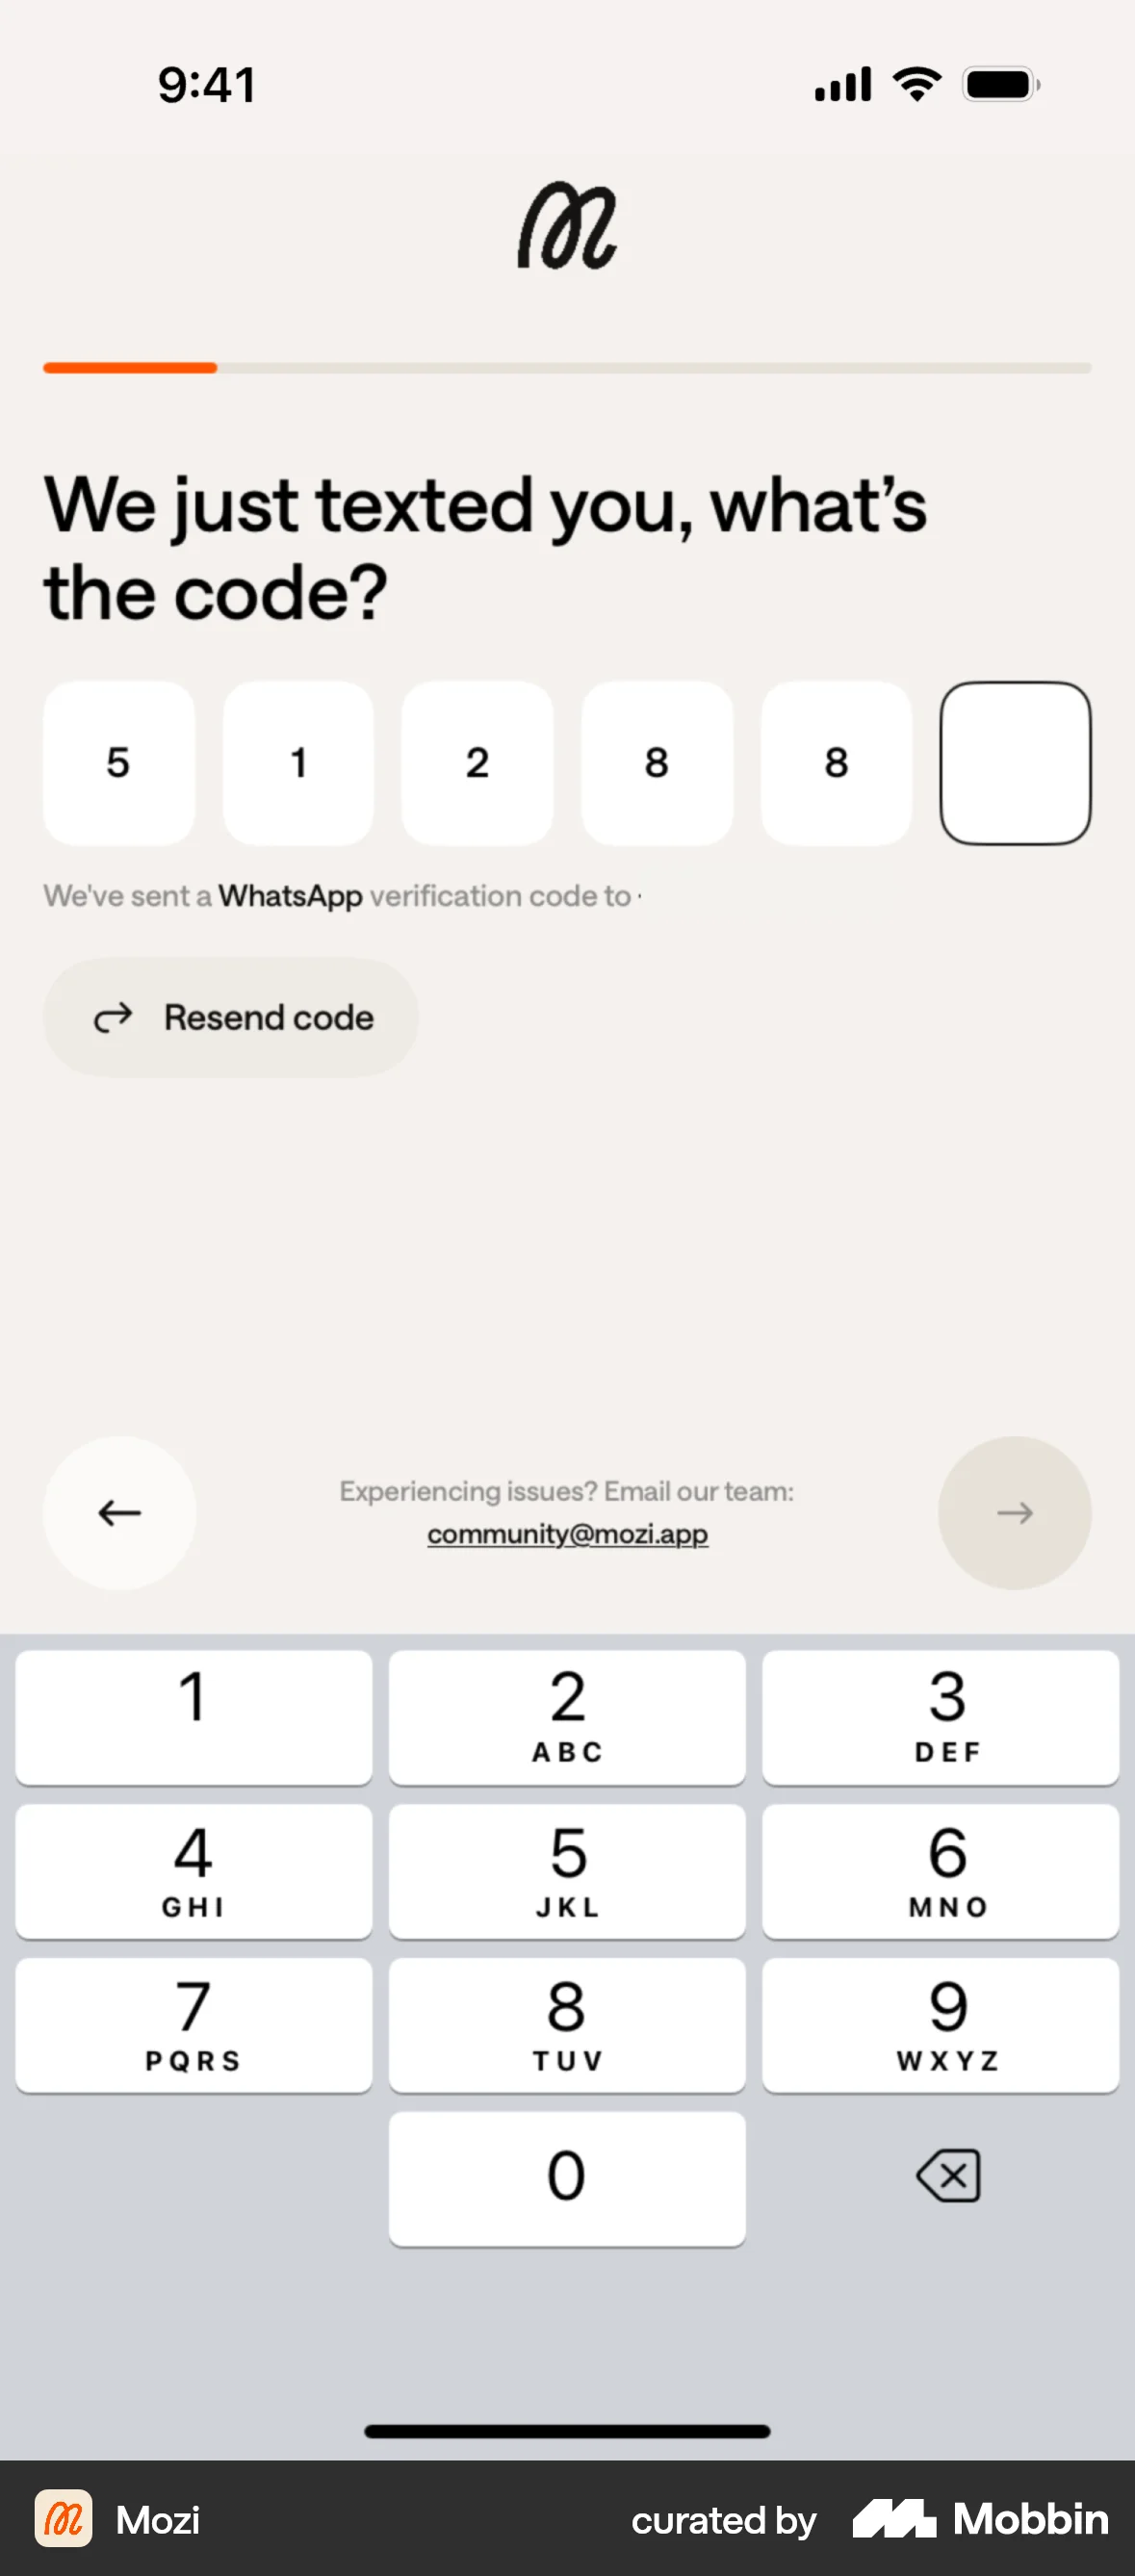 9:41
We just texted you, what’s
the code?
5 1 2 8 8
We've sent a WhatsApp verification code to
Resend code
Experiencing issues? Email our team:
community@mozi.app
1 2 3
ABC DEF
4 5 6
GHI JKL MNO
7 8 9
PQRS TUV WXYZ
0
Mozi curated by Mobbin